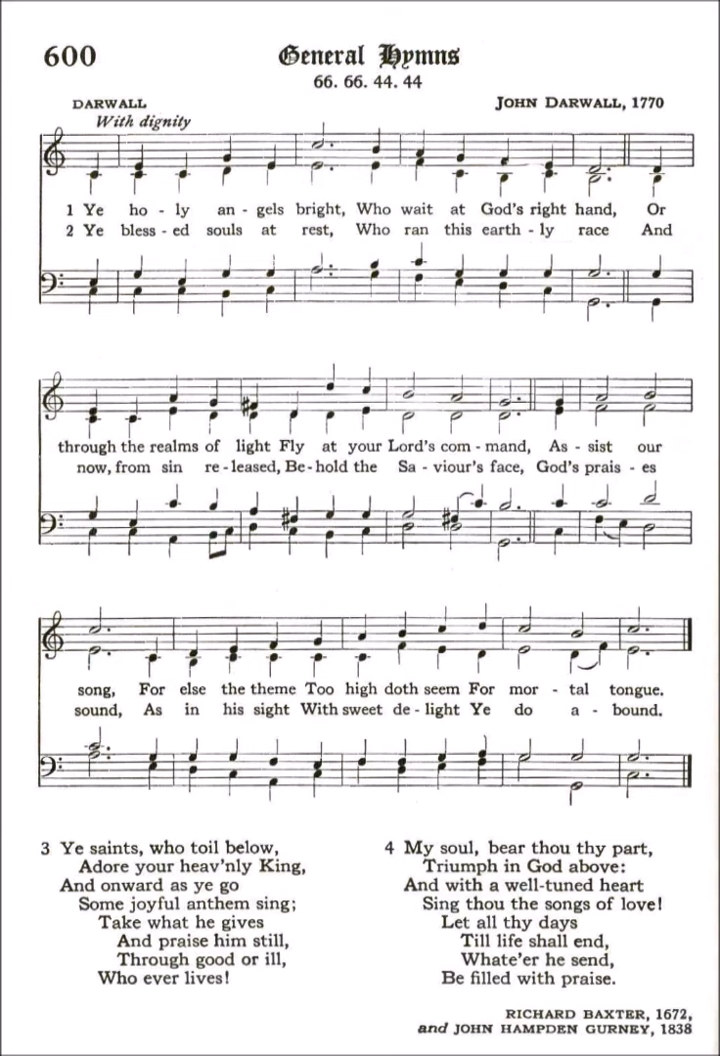 600
General Hymns
66. 66. 44. 44
DARWALL
JOHN DARWALL, 1770
With dignity
1 Ye ho - ly an - gels bright, Who wait at God's right hand, Or
2 Ye bless - ed souls at rest, Who ran this earth - ly race And
through the realms of light Fly at your Lord's com - mand, As - sist our
now, from sin re - leased, Be - hold the Sa - viour's face, God's prais - es
song, For else the theme Too high doth seem For mor - tal tongue.
sound, As in his sight With sweet de - light Ye do a - bound.
3 Ye saints, who toil below,
Adore your heav'nly King,
And onward as ye go
Some joyful anthem sing;
Take what he gives
And praise him still,
Through good or ill,
Who ever lives!
4 My soul, bear thou thy part,
Triumph in God above:
And with a well-tuned heart
Sing thou the songs of love!
Let all thy days
Till life shall end,
Whate'er he send,
Be filled with praise.
RICHARD BAXTER, 1672,
and JOHN HAMPDEN GURNEY, 1838